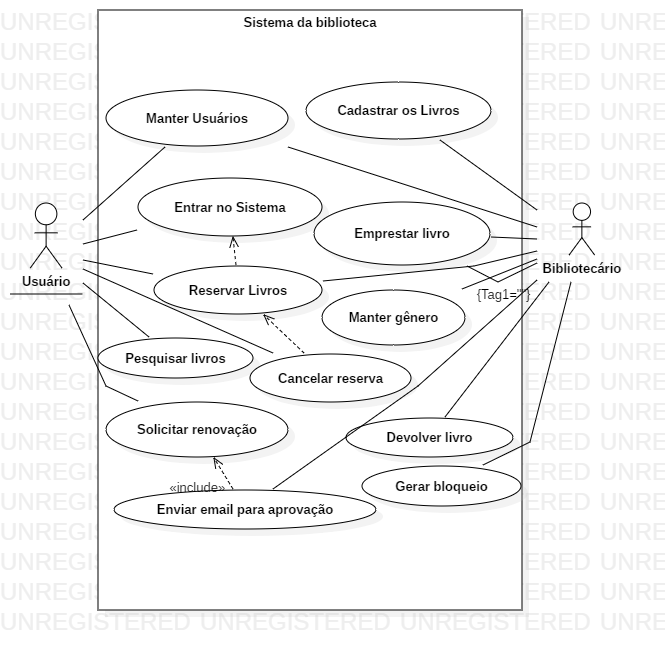 Sistema da biblioteca
Manter Usuários
Cadastrar os Livros
Entrar no Sistema
Emprestar livro
Usuário
Bibliotecário
Reservar Livros
{Tag1=""}
Manter gênero
Pesquisar livros
Cancelar reserva
Solicitar renovação
Devolver livro
«include»
Gerar bloqueio
Enviar email para aprovação
UNREGISTERED UNREGISTERED UNREGISTERED UNRE